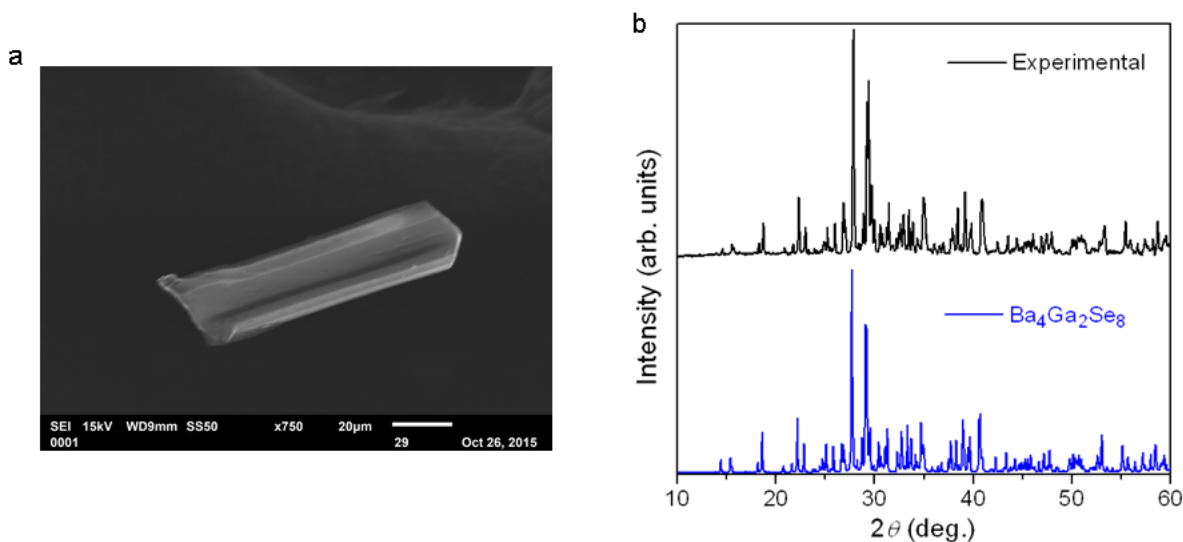 a
SEI 15kV WD9mm SS50 x750 20µm
0001 29 Oct 26, 2015
b
Experimental
Ba₄Ga₂Se₈
Intensity (arb. units)
10 20 30 40 50 60
2θ (deg.)